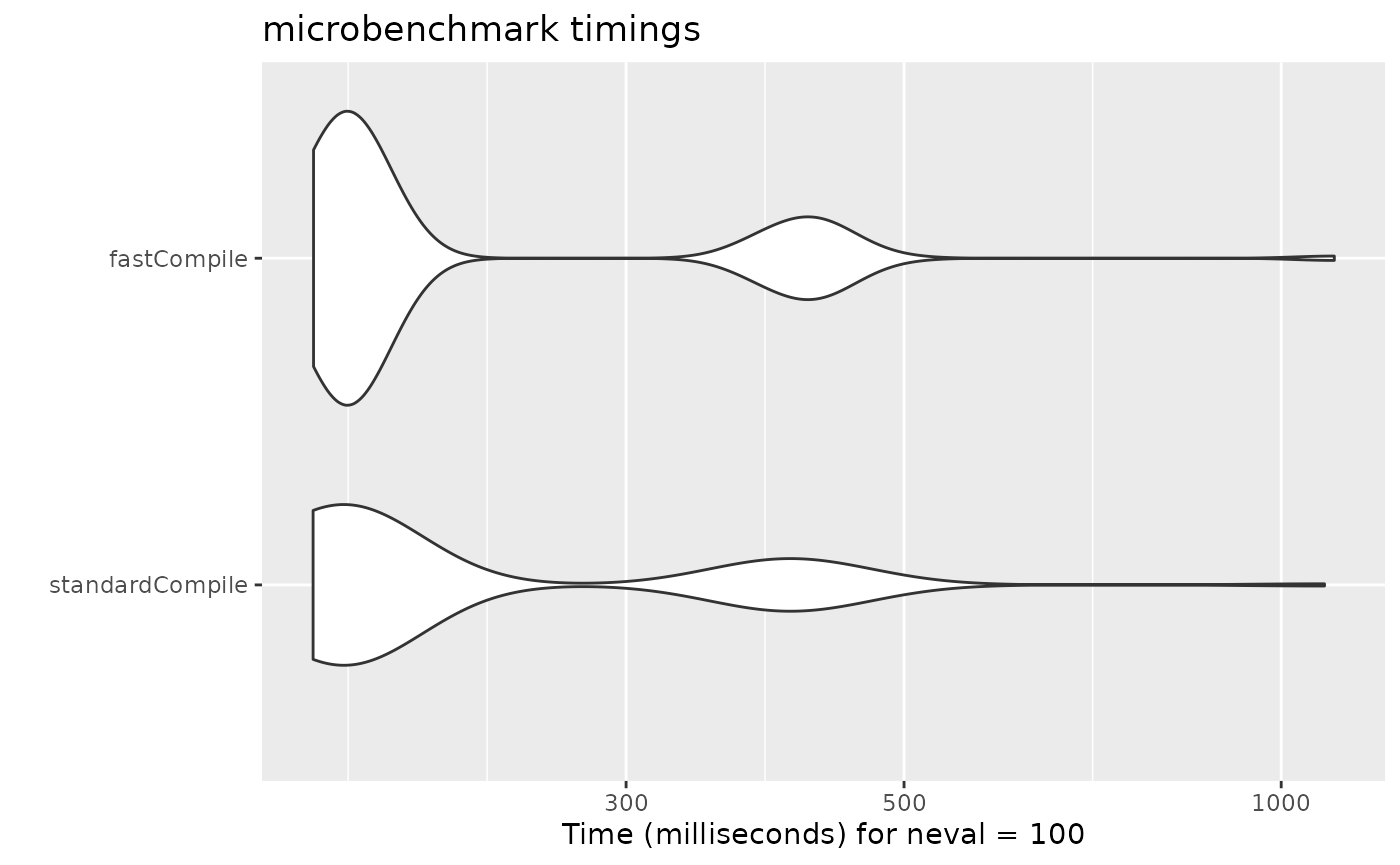 microbenchmark timings
fastCompile
standardCompile
300 500 1000
Time (milliseconds) for neval = 100